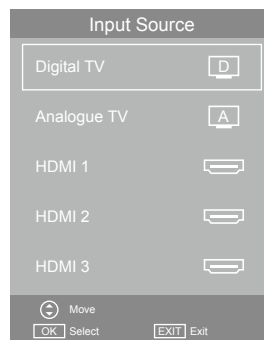 Input Source
Digital TV D
Analogue TV A
HDMI 1
HDMI 2
HDMI 3
Move
OK Select EXIT Exit